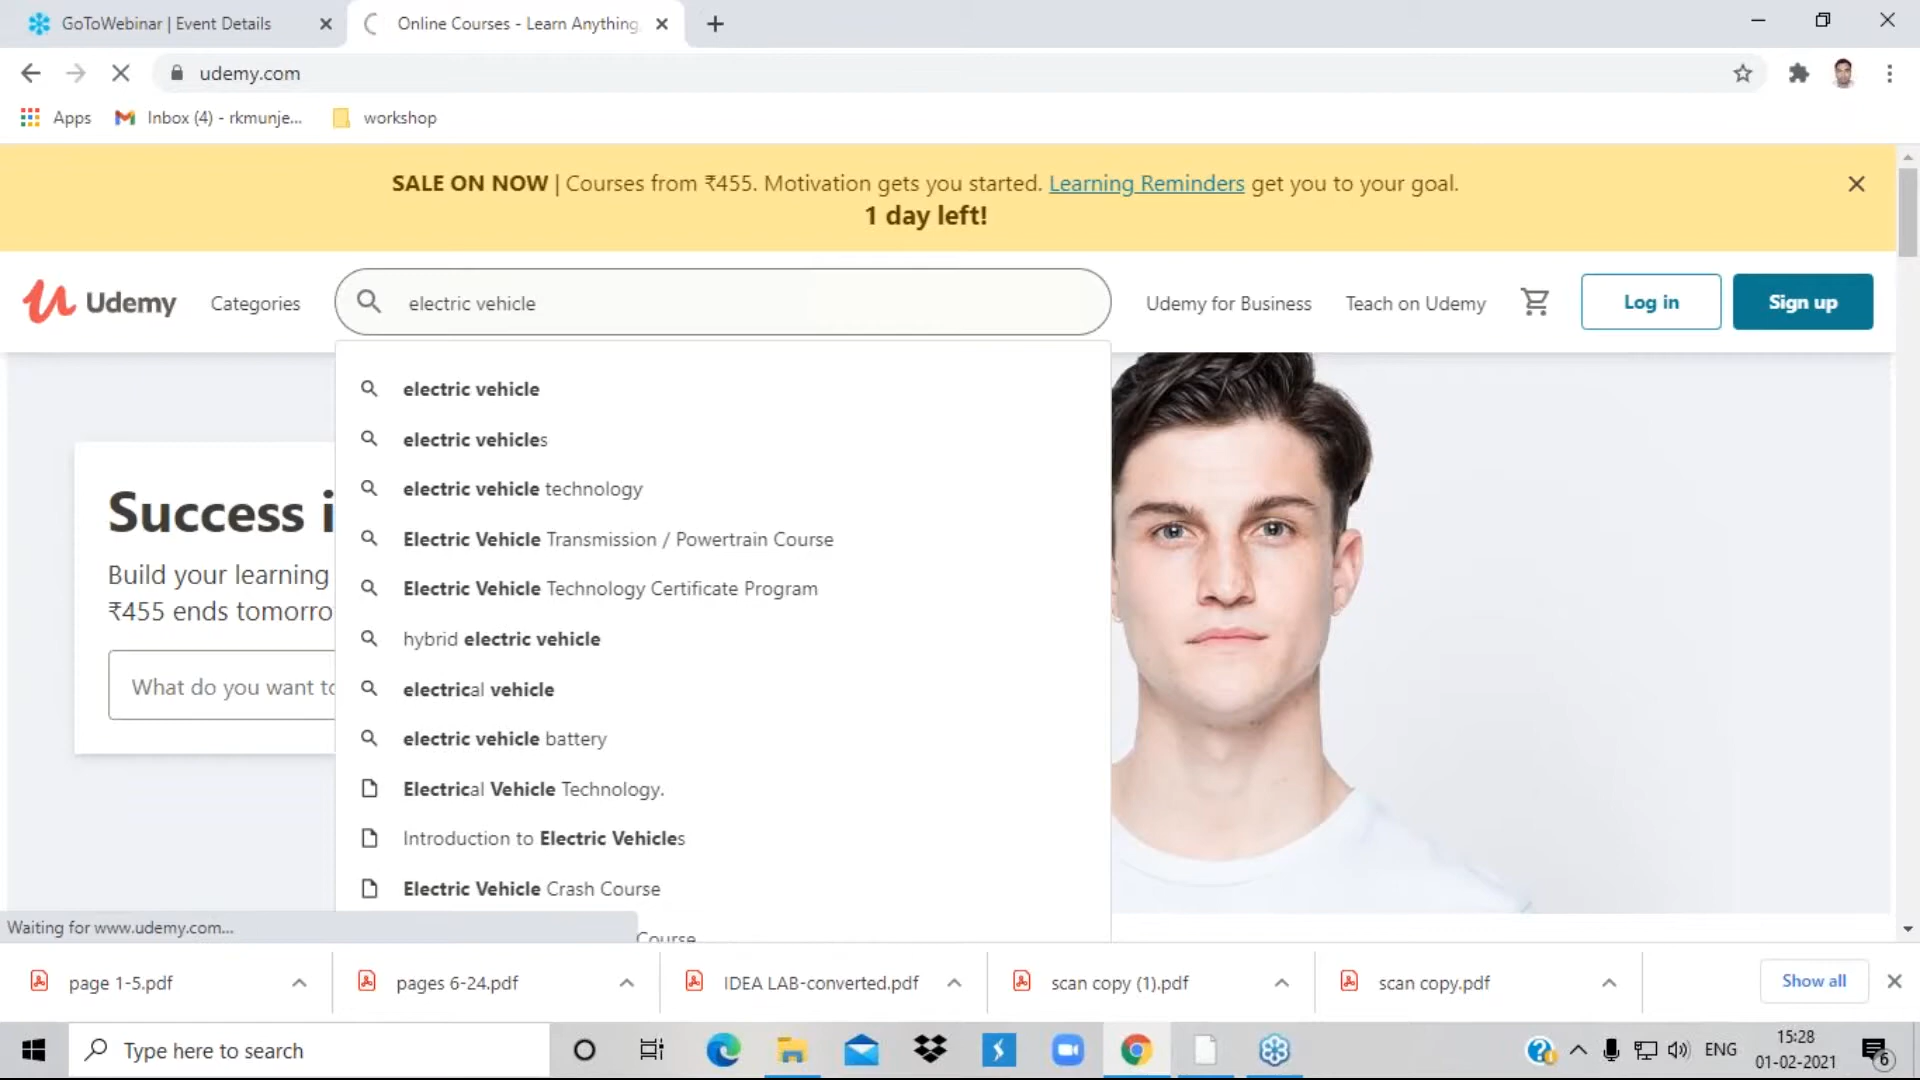 GoToWebinar | Event Details
Online Courses - Learn Anything
udemy.com
Apps
Inbox (4) - rkmunje...
workshop
SALE ON NOW | Courses from ₹455. Motivation gets you started. Learning Reminders get you to your goal.
1 day left!
Udemy
Categories
electric vehicle
Udemy for Business
Teach on Udemy
Log in
Sign up
electric vehicle
electric vehicles
electric vehicle technology
Electric Vehicle Transmission / Powertrain Course
Electric Vehicle Technology Certificate Program
hybrid electric vehicle
electrical vehicle
electric vehicle battery
Electrical Vehicle Technology.
Introduction to Electric Vehicles
Electric Vehicle Crash Course
Course
Success i
Build your learning
₹455 ends tomorro
What do you want to
Waiting for www.udemy.com...
page 1-5.pdf
pages 6-24.pdf
IDEA LAB-converted.pdf
scan copy (1).pdf
scan copy.pdf
Show all
Type here to search
ENG
15:28
01-02-2021
6